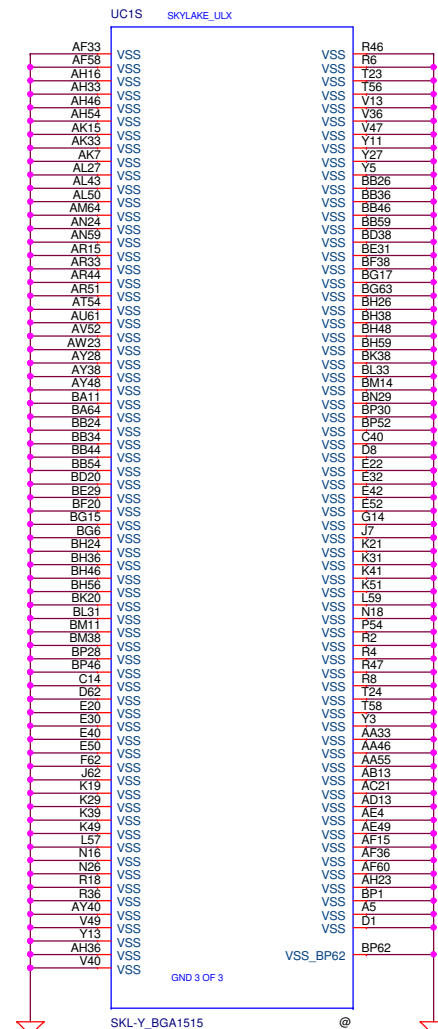 UC1S SKYLAKE_ULX
AF33 VSS VSS R46
AF58 VSS VSS R6
AH16 VSS VSS T23
AH33 VSS VSS T56
AH46 VSS VSS V13
AH54 VSS VSS V36
AK15 VSS VSS V47
AK33 VSS VSS Y11
AK7 VSS VSS Y27
AL27 VSS VSS Y5
AL43 VSS VSS BB26
AL50 VSS VSS BB36
AM64 VSS VSS BB46
AN24 VSS VSS BB59
AN59 VSS VSS BD38
AR15 VSS VSS BE31
AR33 VSS VSS BF38
AR44 VSS VSS BG17
AR51 VSS VSS BG63
AT54 VSS VSS BH26
AU61 VSS VSS BH38
AV52 VSS VSS BH48
AW23 VSS VSS BH59
AY28 VSS VSS BK38
AY38 VSS VSS BL33
AY48 VSS VSS BM14
BA11 VSS VSS BN29
BA64 VSS VSS BP30
BB24 VSS VSS BP52
BB34 VSS VSS C40
BB44 VSS VSS D8
BB54 VSS VSS E22
BD20 VSS VSS E32
BE29 VSS VSS E42
BF20 VSS VSS E52
BG15 VSS VSS G14
BG6 VSS VSS J7
BH24 VSS VSS K21
BH36 VSS VSS K31
BH46 VSS VSS K41
BH56 VSS VSS K51
BK20 VSS VSS L59
BL31 VSS VSS N18
BM11 VSS VSS P54
BM38 VSS VSS R2
BP28 VSS VSS R4
BP46 VSS VSS R47
C14 VSS VSS R8
D62 VSS VSS T24
E20 VSS VSS T58
E30 VSS VSS Y3
E40 VSS VSS AA33
E50 VSS VSS AA46
F62 VSS VSS AA55
J62 VSS VSS AB13
K19 VSS VSS AC21
K29 VSS VSS AD13
K39 VSS VSS AE4
K49 VSS VSS AE49
L57 VSS VSS AF15
N16 VSS VSS AF36
N26 VSS VSS AF60
R18 VSS VSS AH23
R36 VSS VSS BP1
AY40 VSS VSS A5
V49 VSS VSS D1
Y13 VSS
AH36 VSS VSS_BP62 BP62
V40 VSS
GND 3 OF 3
SKL-Y_BGA1515 @